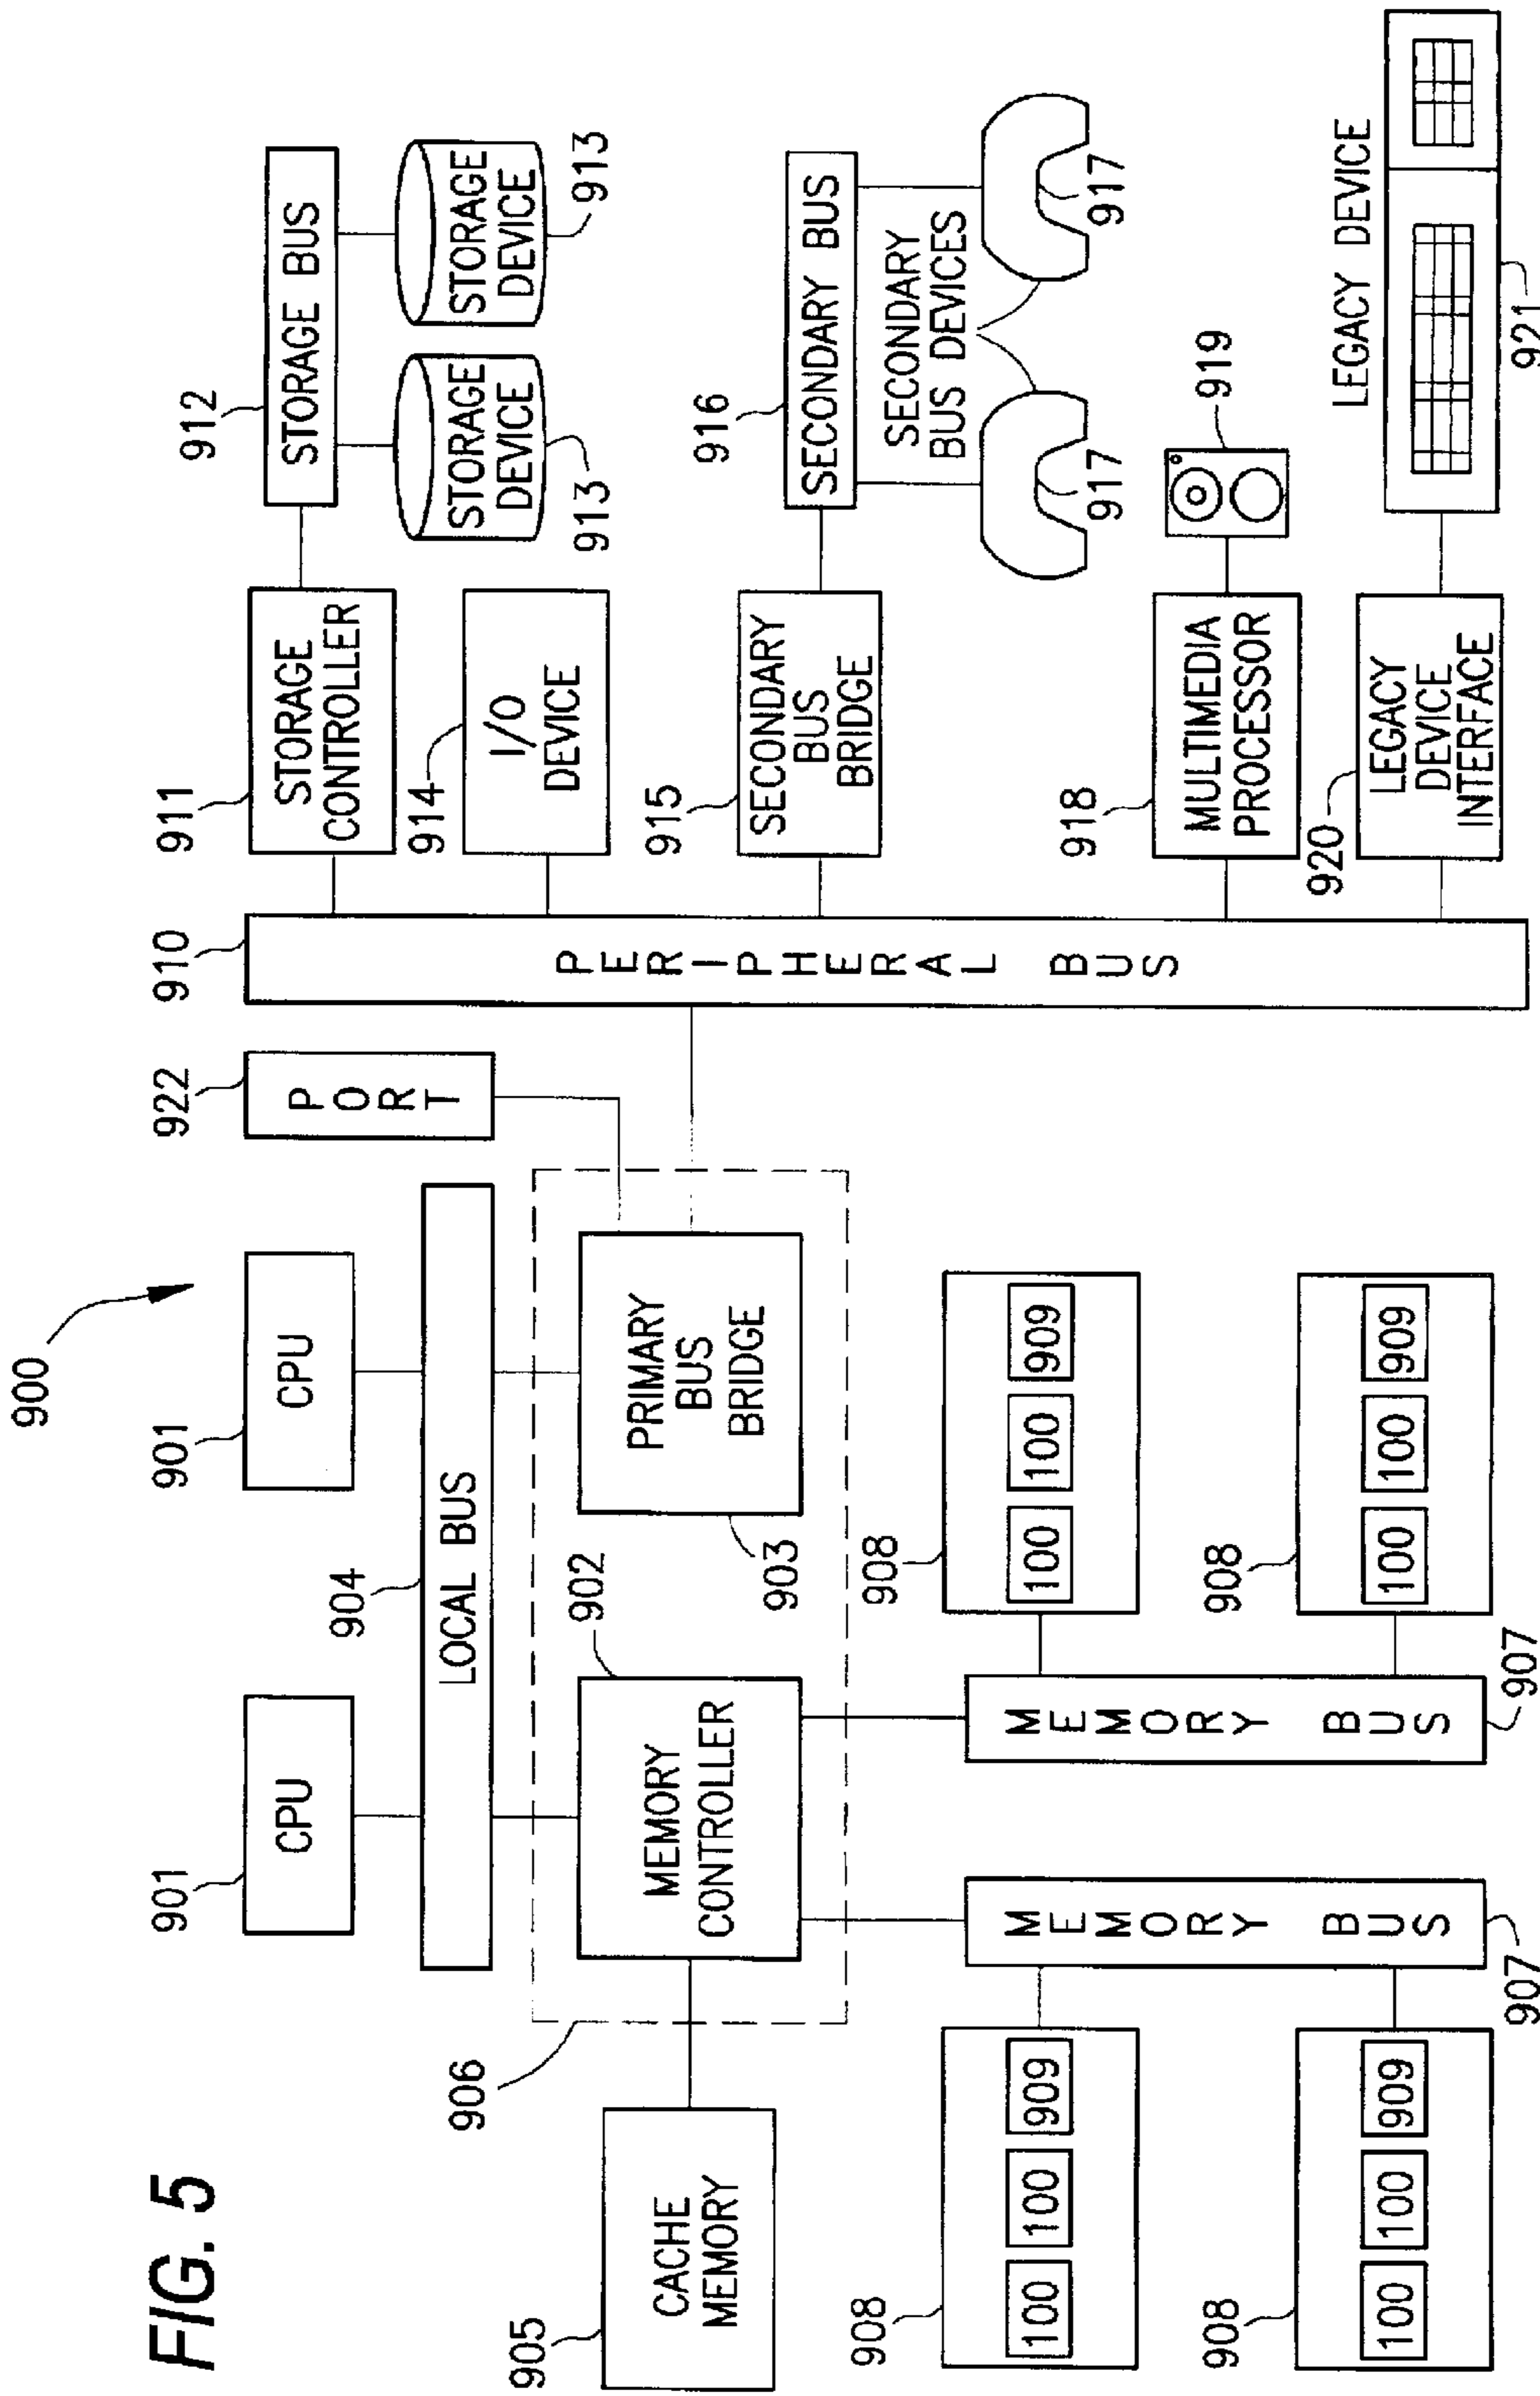 FIG. 5
900
901
CPU
901
CPU
904
LOCAL BUS
922
PORT
910
PERIPHERAL BUS
905
CACHE
MEMORY
906
MEMORY
CONTROLLER
902
PRIMARY
BUS
BRIDGE
903
908
100
100
909
908
100
100
909
MEMORY BUS
907
MEMORY BUS
907
908
100
100
909
908
100
100
909
911
STORAGE
CONTROLLER
912
STORAGE BUS
STORAGE
DEVICE
913
STORAGE
DEVICE
913
914
I/O
DEVICE
915
SECONDARY
BUS
BRIDGE
916
SECONDARY BUS
SECONDARY
BUS DEVICES
917
917
918
MULTIMEDIA
PROCESSOR
919
920
LEGACY
DEVICE
INTERFACE
LEGACY DEVICE
921